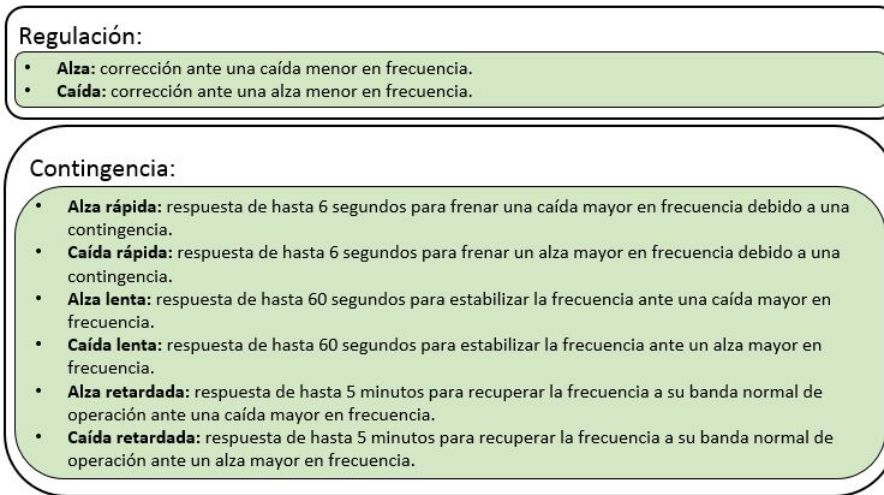 Regulación:
• Alza: corrección ante una caída menor en frecuencia.
• Caída: corrección ante una alza menor en frecuencia.
Contingencia:
• Alza rápida: respuesta de hasta 6 segundos para frenar una caída mayor en frecuencia debido a una
contingencia.
• Caída rápida: respuesta de hasta 6 segundos para frenar un alza mayor en frecuencia debido a una
contingencia.
• Alza lenta: respuesta de hasta 60 segundos para estabilizar la frecuencia ante una caída mayor en
frecuencia.
• Caída lenta: respuesta de hasta 60 segundos para estabilizar la frecuencia ante un alza mayor en
frecuencia.
• Alza retardada: respuesta de hasta 5 minutos para recuperar la frecuencia a su banda normal de
operación ante una caída mayor en frecuencia.
• Caída retardada: respuesta de hasta 5 minutos para recuperar la frecuencia a su banda normal de
operación ante un alza mayor en frecuencia.